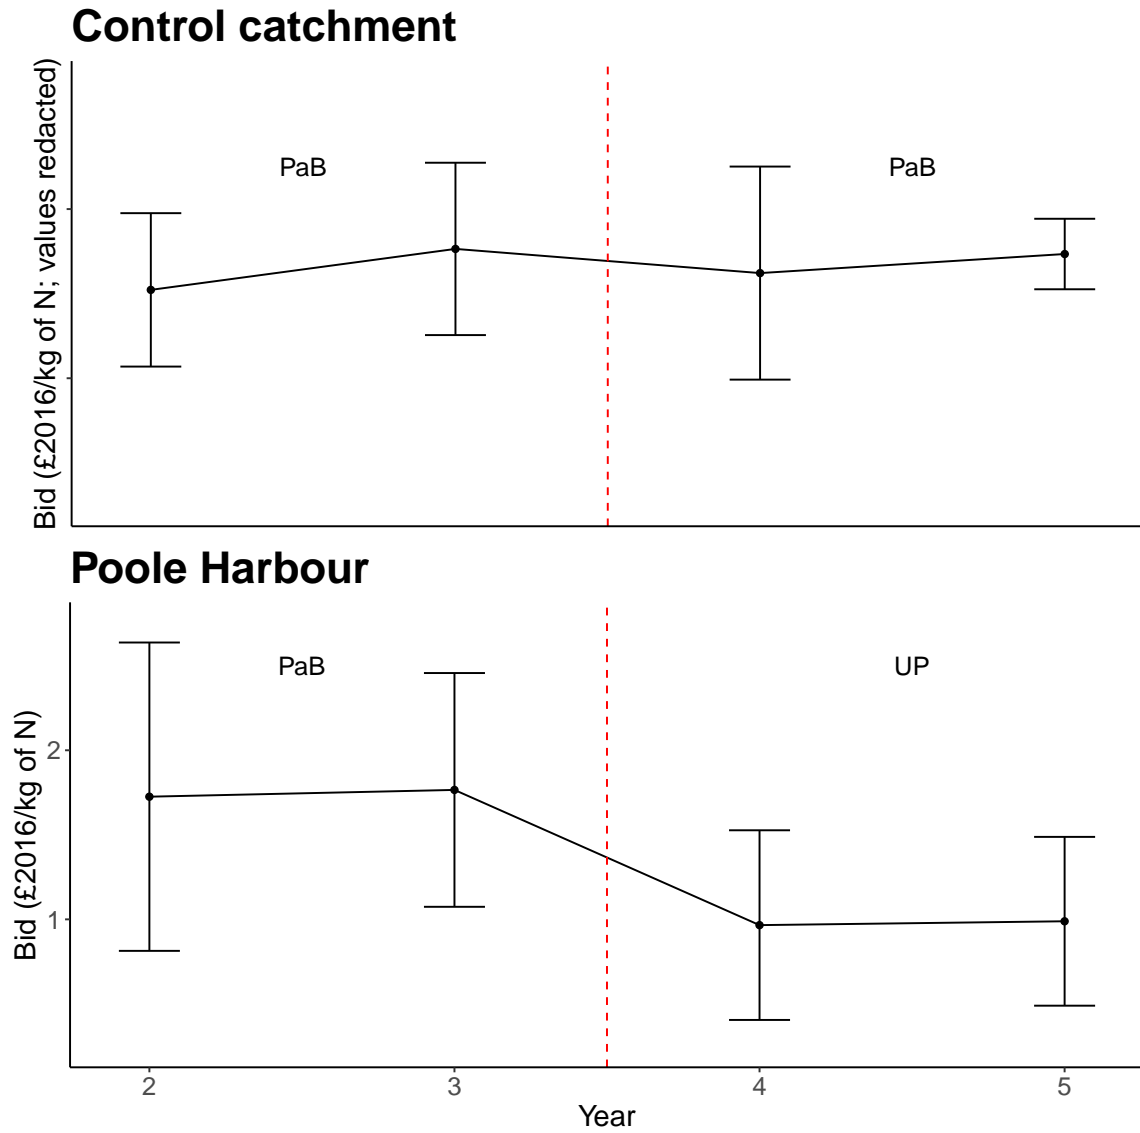 Control catchment
Bid (£2016/kg of N; values redacted)
PaB
PaB
Poole Harbour
Bid (£2016/kg of N)
PaB
UP
2
1
2
3
4
5
Year